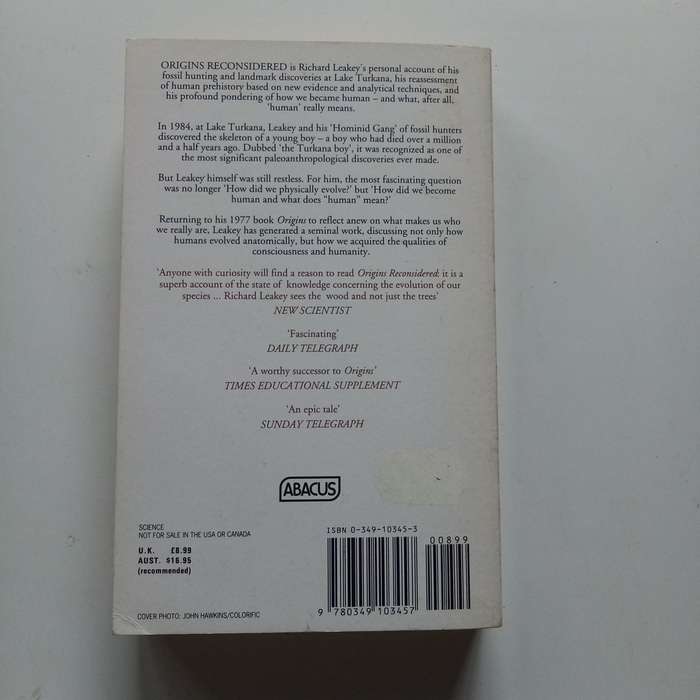 ORIGINS RECONSIDERED is Richard Leakey's personal account of his
fossil hunting and landmark discoveries at Lake Turkana, his reassessment
of human prehistory based on new evidence and analytical techniques, and
his profound pondering of how we became human – and what, after all,
'human' really means.
In 1984, at Lake Turkana, Leakey and his 'Hominid Gang' of fossil hunters
discovered the skeleton of a young boy – a boy who had died over a million
and a half years ago. Dubbed 'the Turkana boy', it was recognized as one of
the most significant paleoanthropological discoveries ever made.
But Leakey himself was still restless. For him, the most fascinating question
was no longer 'How did we physically evolve?' but 'How did we become
human and what does "human" mean?'
Returning to his 1977 book Origins to reflect anew on what makes us who
we really are, Leakey has generated a seminal work, discussing not only how
humans evolved anatomically, but how we acquired the qualities of
consciousness and humanity.
'Anyone with curiosity will find a reason to read Origins Reconsidered: it is a
superb account of the state of knowledge concerning the evolution of our
species ... Richard Leakey sees the wood and not just the trees'
NEW SCIENTIST
'Fascinating'
DAILY TELEGRAPH
'A worthy successor to Origins'
TIMES EDUCATIONAL SUPPLEMENT
'An epic tale'
SUNDAY TELEGRAPH
ABACUS
SCIENCE
NOT FOR SALE IN THE USA OR CANADA
U.K. £8.99
AUST. $16.95
(recommended)
ISBN 0-349-10345-3
00899
9 780349 103457
COVER PHOTO: JOHN HAWKINS/COLORIFIC